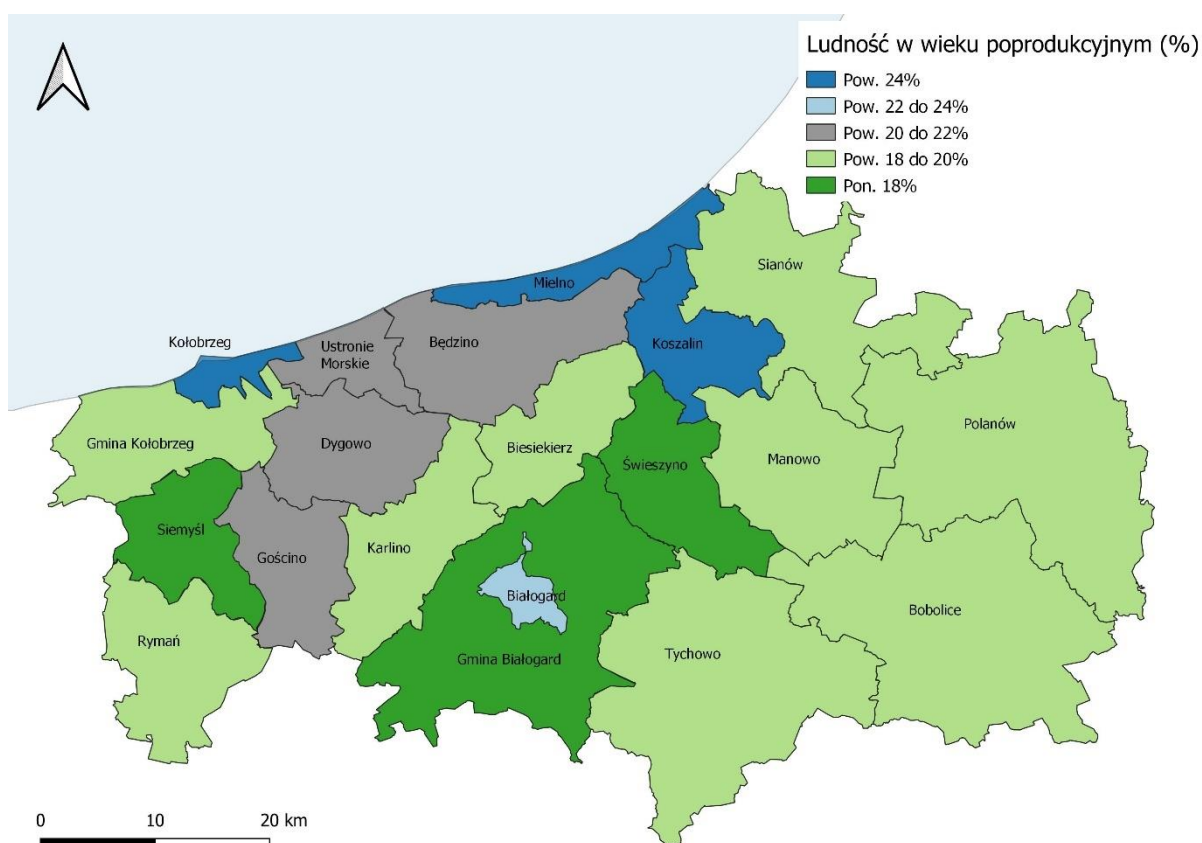 Ludność w wieku poprodukcyjnym (%)
Pow. 24%
Pow. 22 do 24%
Pow. 20 do 22%
Pow. 18 do 20%
Pon. 18%
Sianów
Mielno
Kołobrzeg
Ustronie
Morskie
Będzino
Koszalin
Gmina Kołobrzeg
Dygowo
Biesiekierz
Świeszyno
Manowo
Polanów
Siemyśl
Gościno
Karlino
Białogard
Bobolice
Rymań
Gmina Białogard
Tychowo
0 10 20 km